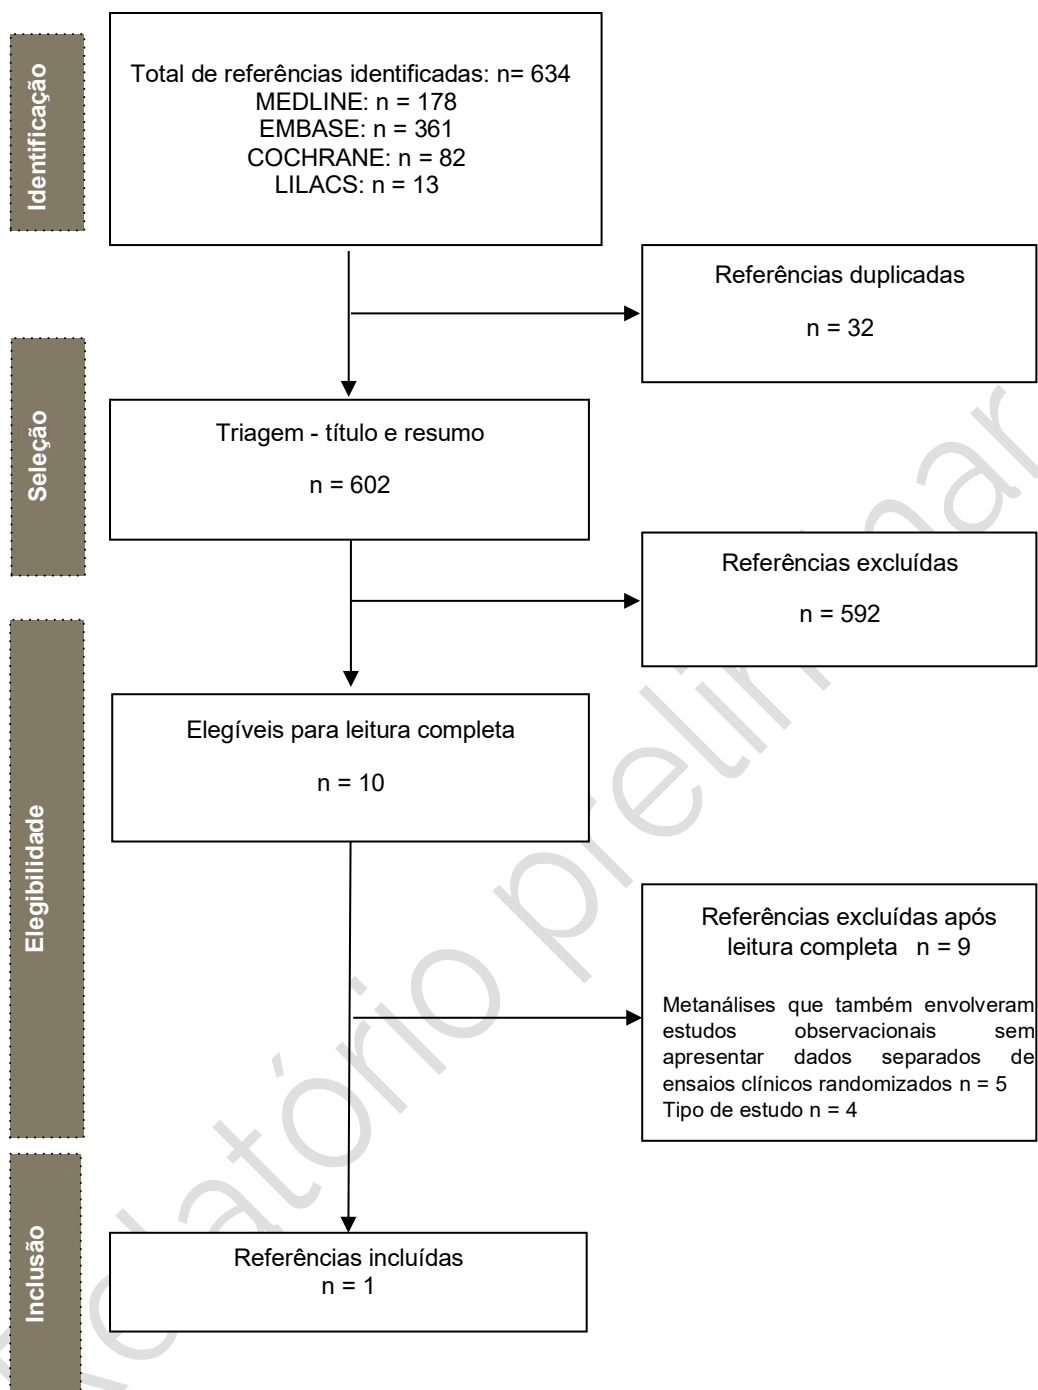 Identificação
Total de referências identificadas: n= 634
MEDLINE: n = 178
EMBASE: n = 361
COCHRANE: n = 82
LILACS: n = 13
Referências duplicadas
n = 32
Seleção
Triagem - título e resumo
n = 602
Referências excluídas
n = 592
Elegibilidade
Elegíveis para leitura completa
n = 10
Referências excluídas após
leitura completa n = 9
Metanálises que também envolveram
estudos observacionais sem
apresentar dados separados de
ensaios clínicos randomizados n = 5
Tipo de estudo n = 4
Inclusão
Referências incluídas
n = 1
Relatório preliminar